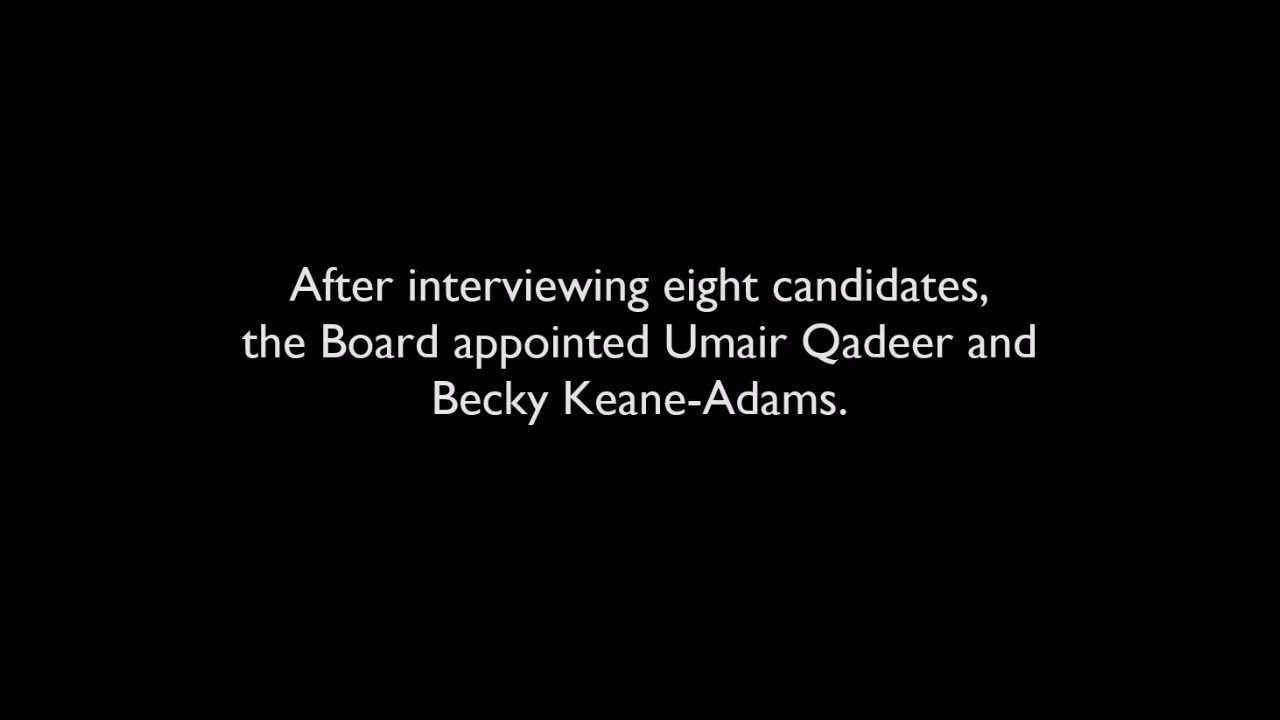 After interviewing eight candidates,
the Board appointed Umair Qadeer and
Becky Keane-Adams.